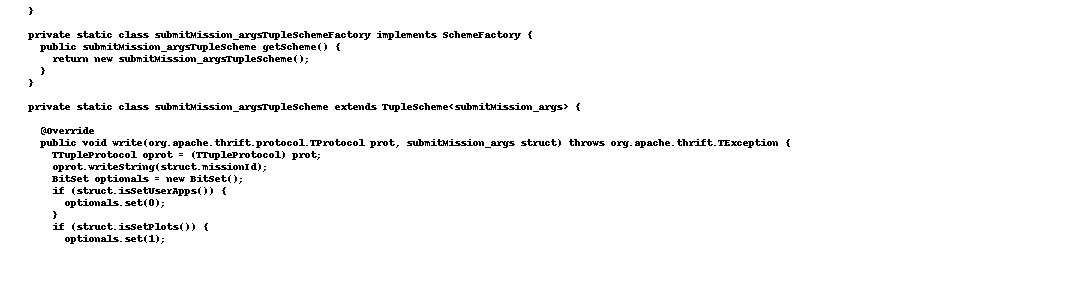 }
private static class submitMission_argsTupleSchemeFactory implements SchemeFactory {
public submitMission_argsTupleScheme getScheme() {
return new submitMission_argsTupleScheme();
}
}
private static class submitMission_argsTupleScheme extends TupleScheme<submitMission_args> {
@Override
public void write(org.apache.thrift.protocol.TProtocol prot, submitMission_args struct) throws org.apache.thrift.TException {
TTupleProtocol oprot = (TTupleProtocol) prot;
oprot.writeString(struct.missionId);
BitSet optionals = new BitSet();
if (struct.isSetUserApps()) {
optionals.set(0);
}
if (struct.isSetPlots()) {
optionals.set(1);